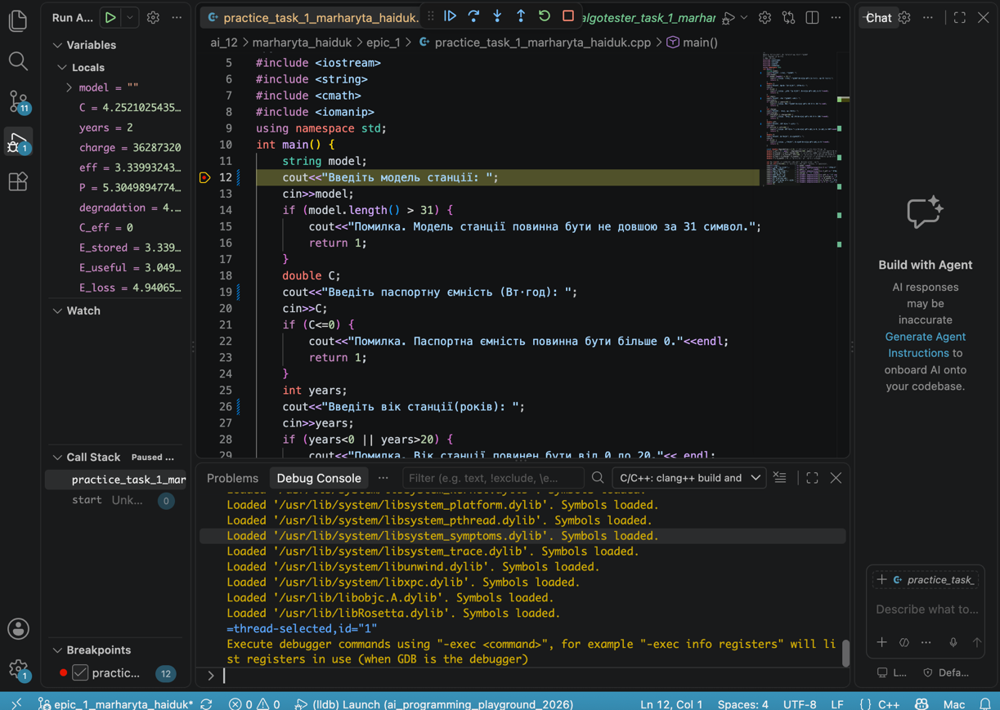 Run A...
practice_task_1_marharyta_haiduk.
algotester_task_1_marhar
Chat
ai_12 > marharyta_haiduk > epic_1 > practice_task_1_marharyta_haiduk.cpp > main()
Variables
Locals
model = ""
C = 4.2521025435...
years = 2
charge = 36287320
eff = 3.33993243...
P = 5.3049894774...
degradation = 4....
C_eff = 0
E_stored = 3.339...
E_useful = 3.049...
E_loss = 4.94065...
Watch
Call Stack Paused ...
practice_task_1_mar
start Unk... 0
Breakpoints
practic... 12
11
1
1
5 #include <iostream>
6 #include <string>
7 #include <cmath>
8 #include <iomanip>
9 using namespace std;
10 int main() {
11 string model;
12 cout<<"Введіть модель станції: ";
13 cin>>model;
14 if (model.length() > 31) {
15 cout<<"Помилка. Модель станції повинна бути не довшою за 31 символ.";
16 return 1;
17 }
18 double C;
19 cout<<"Введіть паспортну ємність (Вт·год): ";
20 cin>>C;
21 if (C<=0) {
22 cout<<"Помилка. Паспортна ємність повинна бути більше 0."<<endl;
23 return 1;
24 }
25 int years;
26 cout<<"Введіть вік станції(років): ";
27 cin>>years;
28 if (years<0 || years>20) {
29 cout<<"Помилка. Вік станції повинен бути від 0 до 20."<< endl;
Problems Debug Console ... Filter (e.g. text, !exclude, \e... C/C++: clang++ build and
Loaded '/usr/lib/system/libsystem_kernel.dylib'. Symbols loaded.
Loaded '/usr/lib/system/libsystem_platform.dylib'. Symbols loaded.
Loaded '/usr/lib/system/libsystem_pthread.dylib'. Symbols loaded.
Loaded '/usr/lib/system/libsystem_symptoms.dylib'. Symbols loaded.
Loaded '/usr/lib/system/libsystem_trace.dylib'. Symbols loaded.
Loaded '/usr/lib/system/libunwind.dylib'. Symbols loaded.
Loaded '/usr/lib/system/libxpc.dylib'. Symbols loaded.
Loaded '/usr/lib/libobjc.A.dylib'. Symbols loaded.
Loaded '/usr/lib/libRosetta.dylib'. Symbols loaded.
=thread-selected,id="1"
Execute debugger commands using "-exec <command>", for example "-exec info registers" will li
st registers in use (when GDB is the debugger)
>
Build with Agent
AI responses
may be
inaccurate
Generate Agent
Instructions to
onboard AI onto
your codebase.
practice_task_
Describe what to...
L... Defa...
epic_1_marharyta_haiduk* 0 0 (lldb) Launch (ai_programming_playground_2026) Ln 12, Col 1 Spaces: 4 UTF-8 LF {} C++ Mac